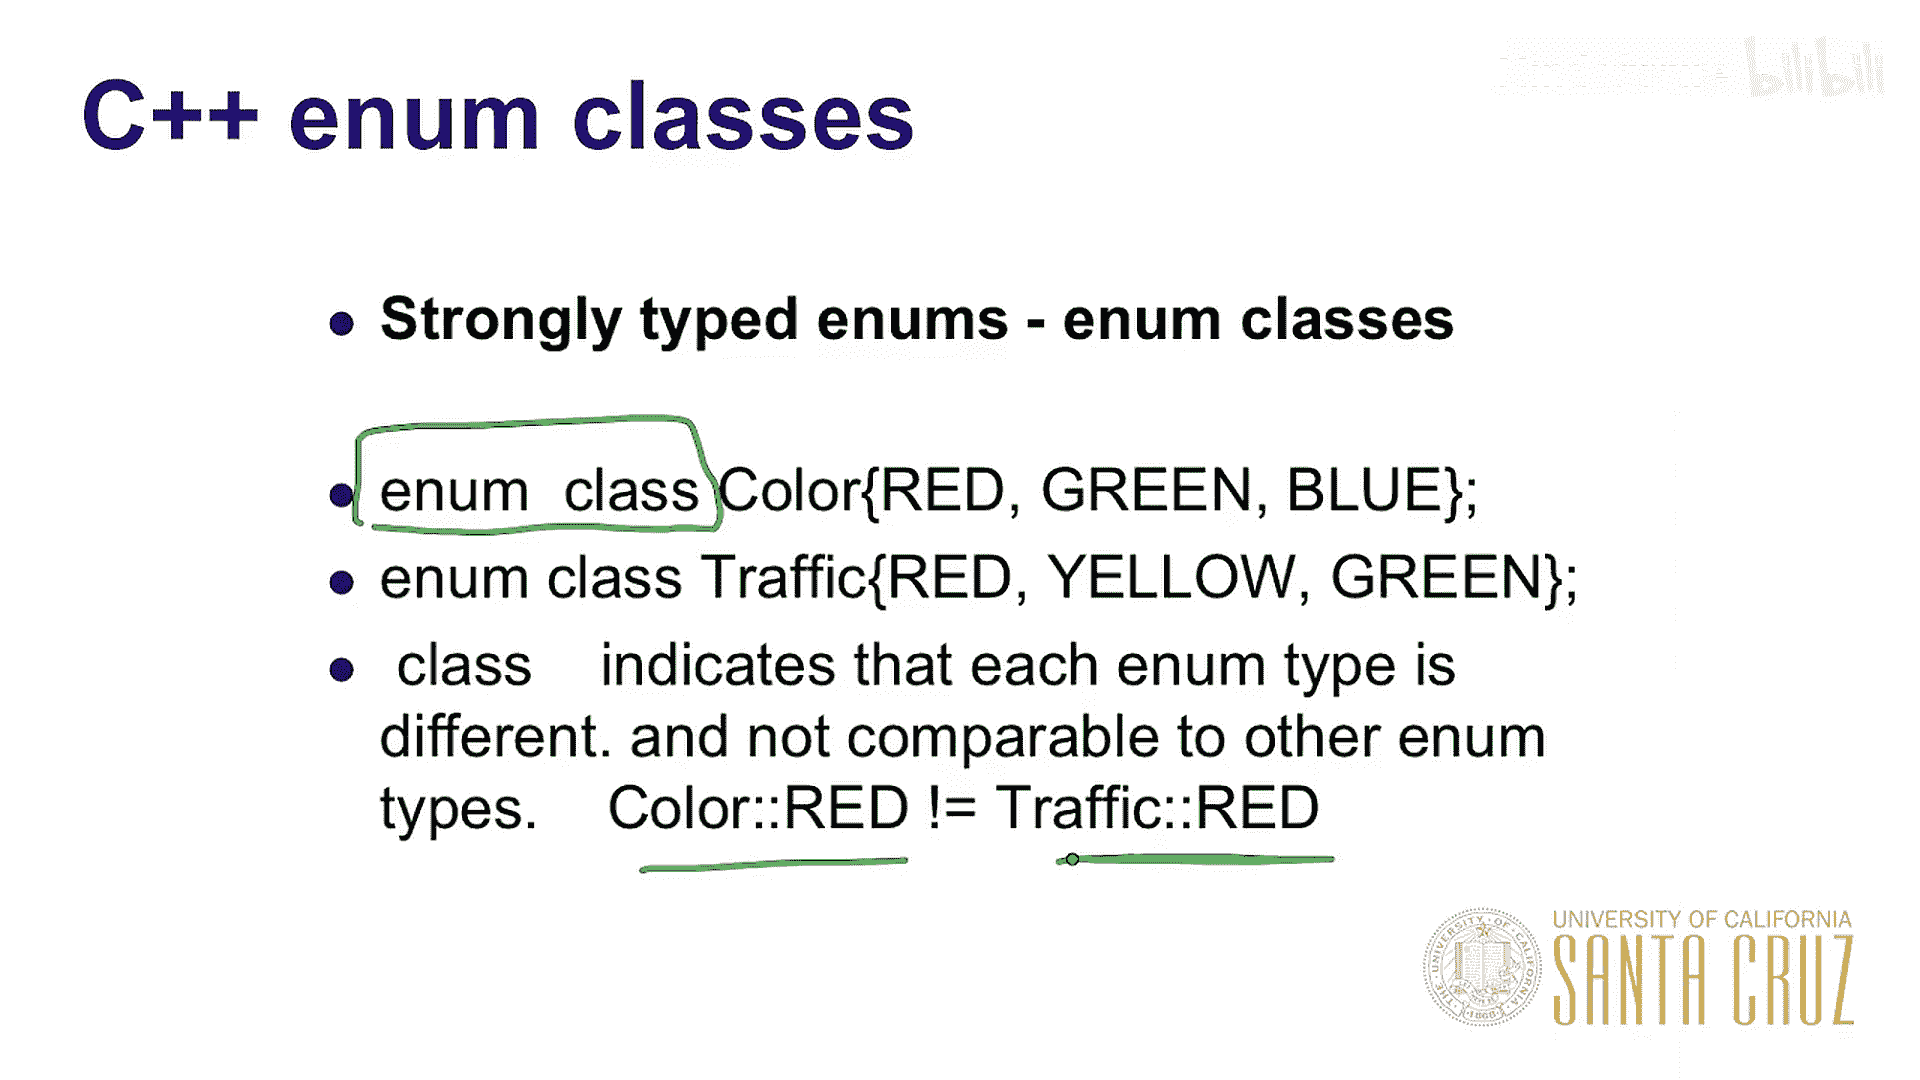 bilibili
C++ enum classes
● Strongly typed enums - enum classes
● enum class Color{RED, GREEN, BLUE};
● enum class Traffic{RED, YELLOW, GREEN};
● class indicates that each enum type is
different. and not comparable to other enum
types. Color::RED != Traffic::RED
UNIVERSITY OF CALIFORNIA
SANTA CRUZ